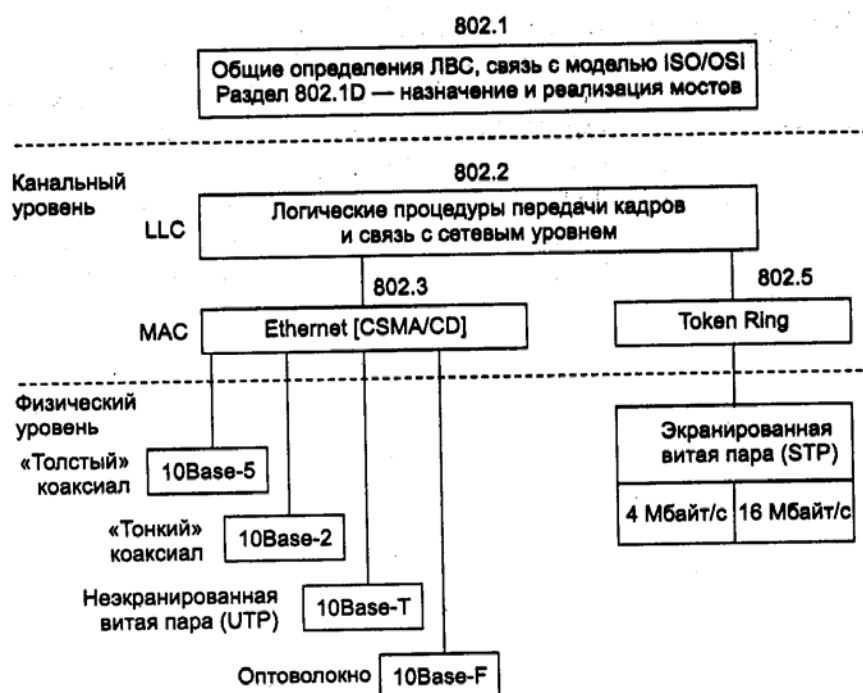 802.1
Общие определения ЛВС, связь с моделью ISO/OSI
Раздел 802.1D — назначение и реализация мостов
Канальный
уровень
802.2
LLC
Логические процедуры передачи кадров
и связь с сетевым уровнем
802.3
802.5
MAC
Ethernet [CSMA/CD]
Token Ring
Физический
уровень
«Толстый»
коаксиал
10Base-5
Экранированная
витая пара (STP)
4 Мбайт/с
16 Мбайт/с
«Тонкий»
коаксиал
10Base-2
Неэкранированная
витая пара (UTP)
10Base-T
Оптоволокно
10Base-F